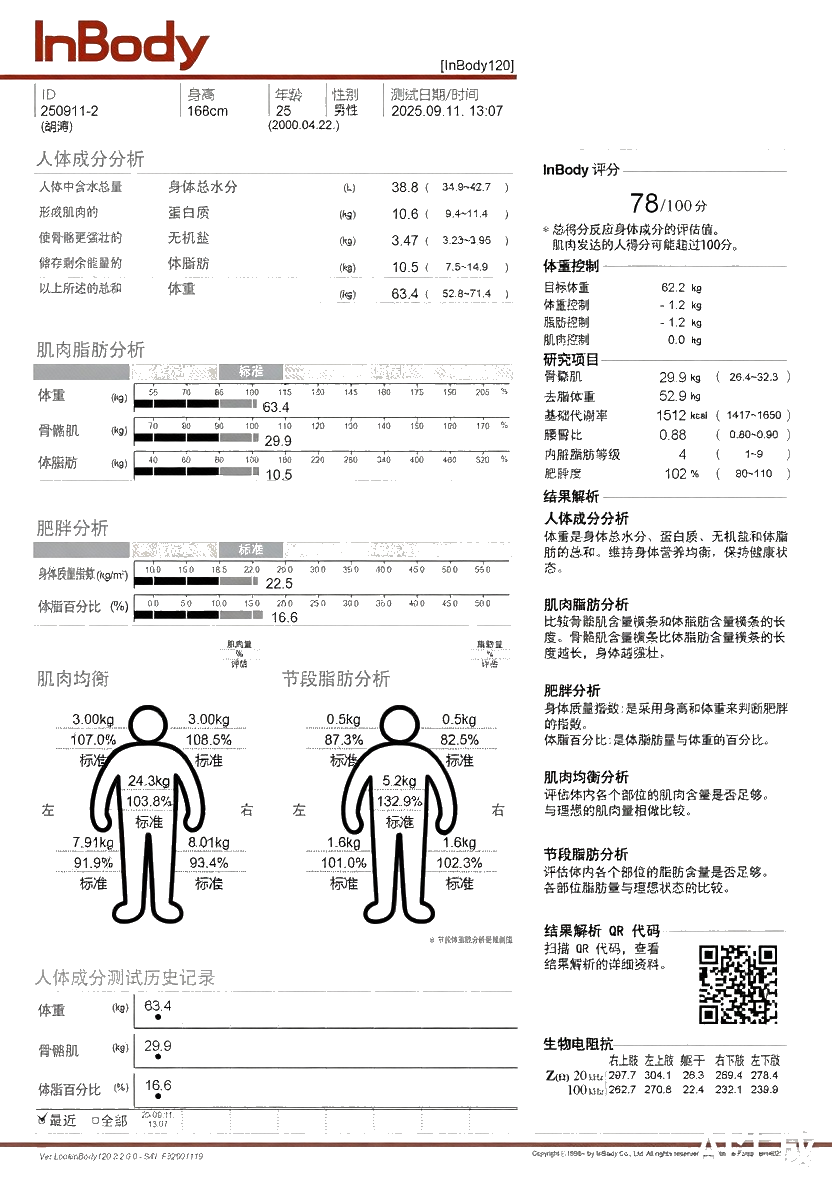 InBody
[InBody120]
ID 身高 年龄 性别 测试日期/时间
250911-2 168cm 25 男性 2025.09.11. 13:07
(2000.04.22.)
人体成分分析
人体中含水总量 身体总水分 (L) 38.8 ( 34.9~42.7 )
形成肌肉的 蛋白质 (kg) 10.6 ( 9.4~11.4 )
使骨骼更强壮的 无机盐 (kg) 3.47 ( 3.23~3.95 )
储存剩余能量的 体脂肪 (kg) 10.5 ( 7.5~14.9 )
以上所述的总和 体重 (kg) 63.4 ( 52.8~71.4 )
肌肉脂肪分析
标准
体重 (kg) 55 70 85 100 115 130 145 160 175 190 205 %
63.4
骨骼肌 (kg) 70 80 90 100 110 120 130 140 150 160 170 %
29.9
体脂肪 (kg) 40 60 80 100 160 220 280 340 400 460 520 %
10.5
肥胖分析
标准
身体质量指数(kg/m²) 10.0 15.0 18.5 22.0 25.0 30.0 35.0 40.0 45.0 50.0 55.0
22.5
体脂百分比 (%) 0.0 5.0 10.0 15.0 20.0 25.0 30.0 35.0 40.0 45.0 50.0
16.6
肌肉量
%
评估
脂肪量
%
评估
肌肉均衡
3.00kg 3.00kg
107.0% 108.5%
标准 标准
24.3kg
103.8%
标准
左 右
7.91kg 8.01kg
91.9% 93.4%
标准 标准
节段脂肪分析
0.5kg 0.5kg
87.3% 82.5%
标准 标准
5.2kg
132.9%
标准
左 右
1.6kg 1.6kg
101.0% 102.3%
标准 标准
人体成分测试历史记录
体重 (kg) 63.4
骨骼肌 (kg) 29.9
体脂百分比 (%) 16.6
最近 全部
13:07
InBody 评分
78/100分
* 总得分反应身体成分的评估值。
肌肉发达的人得分可能超过100分。
体重控制
目标体重 62.2 kg
体重控制 - 1.2 kg
脂肪控制 - 1.2 kg
肌肉控制 0.0 kg
研究项目
骨骼肌 29.9 kg ( 26.4~32.3 )
去脂体重 52.9 kg
基础代谢率 1512 kcal ( 1417~1650 )
腰臀比 0.88 ( 0.80~0.90 )
内脏脂肪等级 4 ( 1~9 )
肥胖度 102 % ( 90~110 )
结果解析
人体成分分析
体重是身体总水分、蛋白质、无机盐和体脂
肪的总和。维持身体营养均衡，保持健康状
态。
肌肉脂肪分析
比较骨骼肌含量横条和体脂肪含量横条的长
度。骨骼肌含量横条比体脂肪含量横条的长
度越长，身体越强壮。
肥胖分析
身体质量指数:是采用身高和体重来判断肥胖
的指数。
体脂百分比:是体脂肪量与体重的百分比。
肌肉均衡分析
评估体内各个部位的肌肉含量是否足够。
与理想的肌肉量相做比较。
节段脂肪分析
评估体内各个部位的脂肪含量是否足够。
各部位脂肪量与理想状态的比较。
结果解析 QR 代码
扫描 QR 代码，查看
结果解析的详细资料。
生物电阻抗
右上肢 左上肢 躯干 右下肢 左下肢
Z(Ω) 20 kHz 297.7 304.1 26.3 269.4 278.4
100 kHz 262.7 270.8 22.4 232.1 239.9